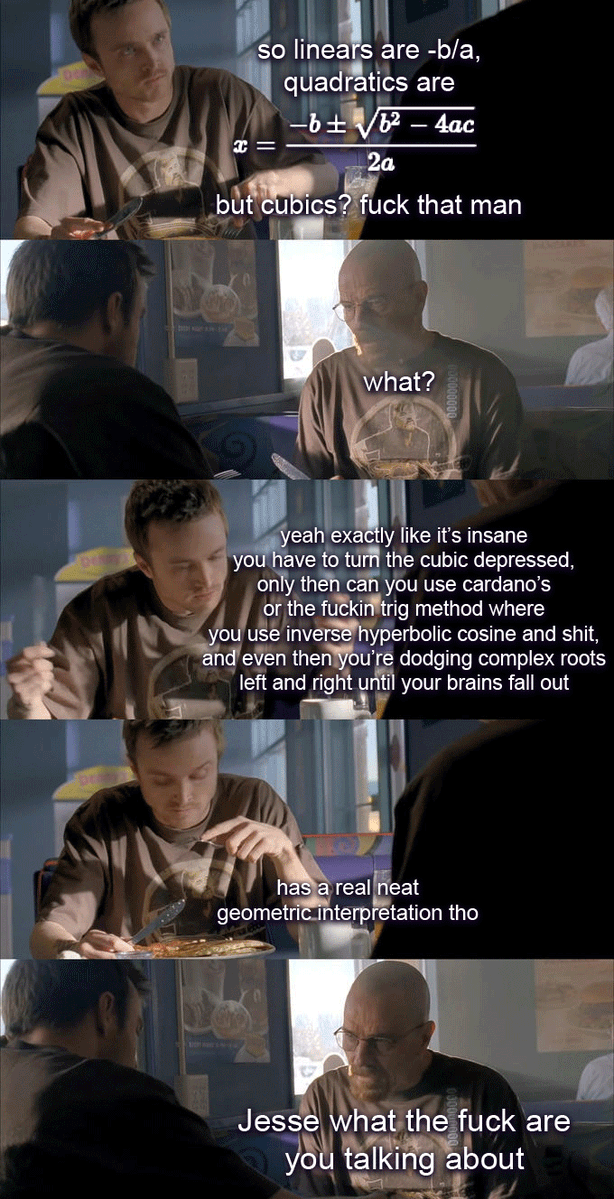 so linears are -b/a,
quadratics are
x = \frac{-b ± \sqrt{b² – 4ac}}{2a}
but cubics? fuck that man
what?
yeah exactly like it's insane
you have to turn the cubic depressed,
only then can you use cardano's
or the fuckin trig method where
you use inverse hyperbolic cosine and shit,
and even then you're dodging complex roots
left and right until your brains fall out
has a real neat
geometric interpretation tho
Jesse what the fuck are
you talking about